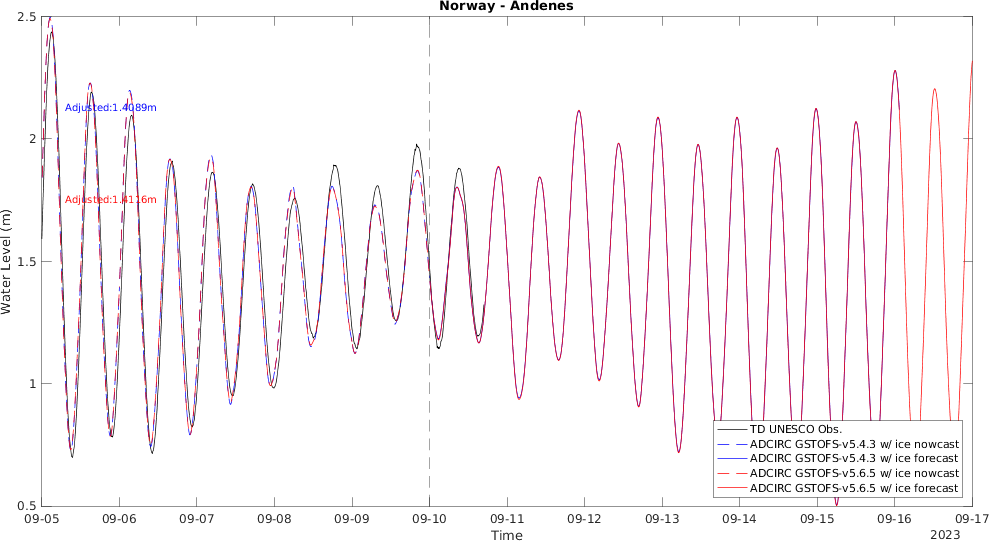 Norway - Andenes
2.5
2
1.5
1
0.5
Water Level (m)
Adjusted:1.4089m
Adjusted:1.4116m
TD UNESCO Obs.
ADCIRC GSTOFS-v5.4.3 w/ ice nowcast
ADCIRC GSTOFS-v5.4.3 w/ ice forecast
ADCIRC GSTOFS-v5.6.5 w/ ice nowcast
ADCIRC GSTOFS-v5.6.5 w/ ice forecast
09-05 09-06 09-07 09-08 09-09 09-10 09-11 09-12 09-13 09-14 09-15 09-16 09-17
Time
2023